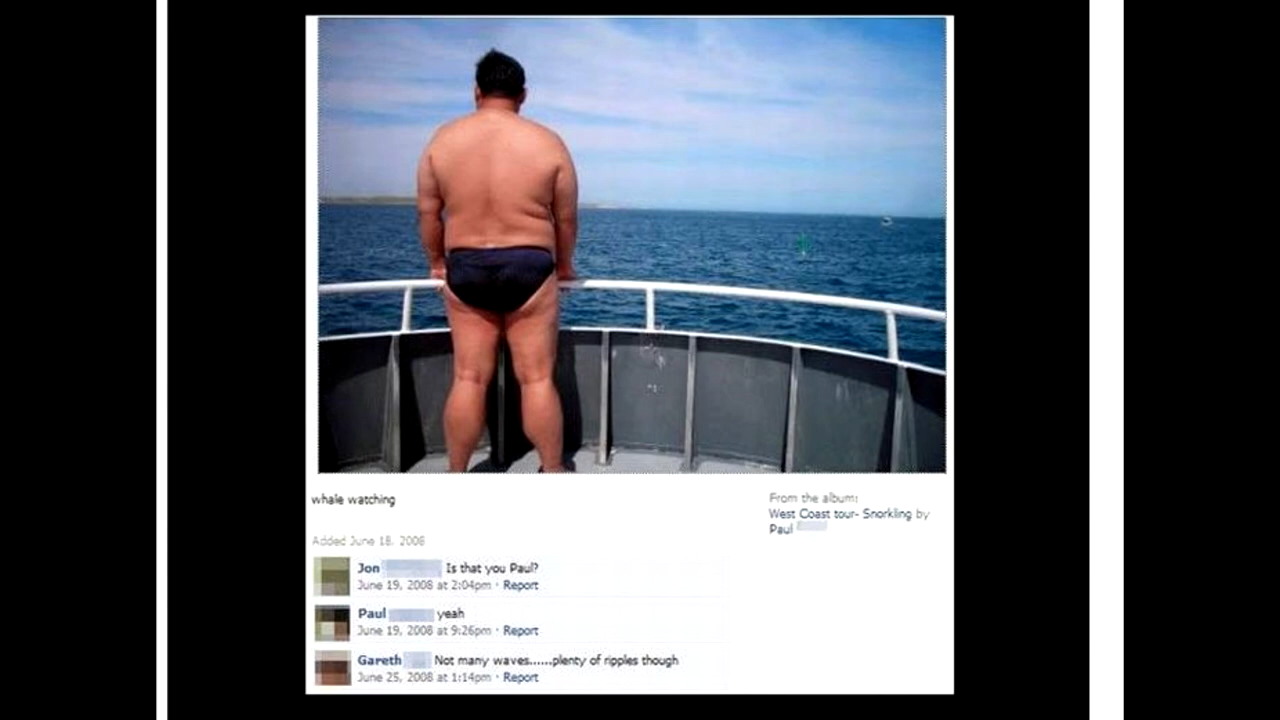 whale watching
From the album:
West Coast tour- Snorkling by
Paul
Added June 18, 2008
Jon Is that you Paul?
June 19, 2008 at 2:04pm · Report
Paul yeah
June 19, 2008 at 9:26pm · Report
Gareth Not many waves......plenty of ripples though
June 25, 2008 at 1:14pm · Report